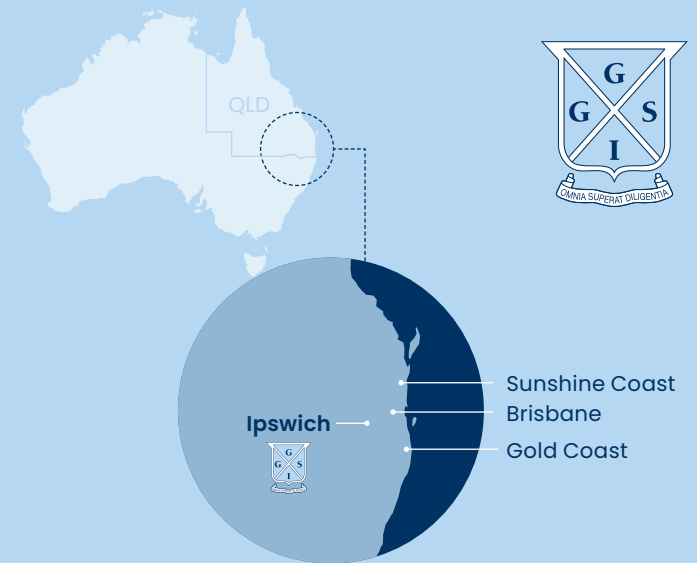 QLD
G
G S
I
OMNIA SUPERAT DILIGENTIA
Sunshine Coast
Brisbane
Ipswich
Gold Coast
G
G S
I